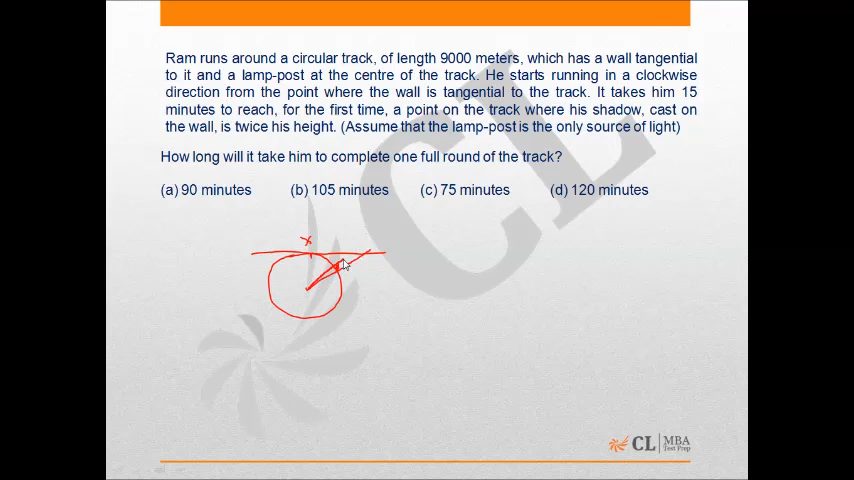 Ram runs around a circular track, of length 9000 meters, which has a wall tangential
to it and a lamp-post at the centre of the track. He starts running in a clockwise
direction from the point where the wall is tangential to the track. It takes him 15
minutes to reach, for the first time, a point on the track where his shadow, cast on
the wall, is twice his height. (Assume that the lamp-post is the only source of light)
How long will it take him to complete one full round of the track?
(a) 90 minutes (b) 105 minutes (c) 75 minutes (d) 120 minutes
x
CL
CL MBA
Test Prep